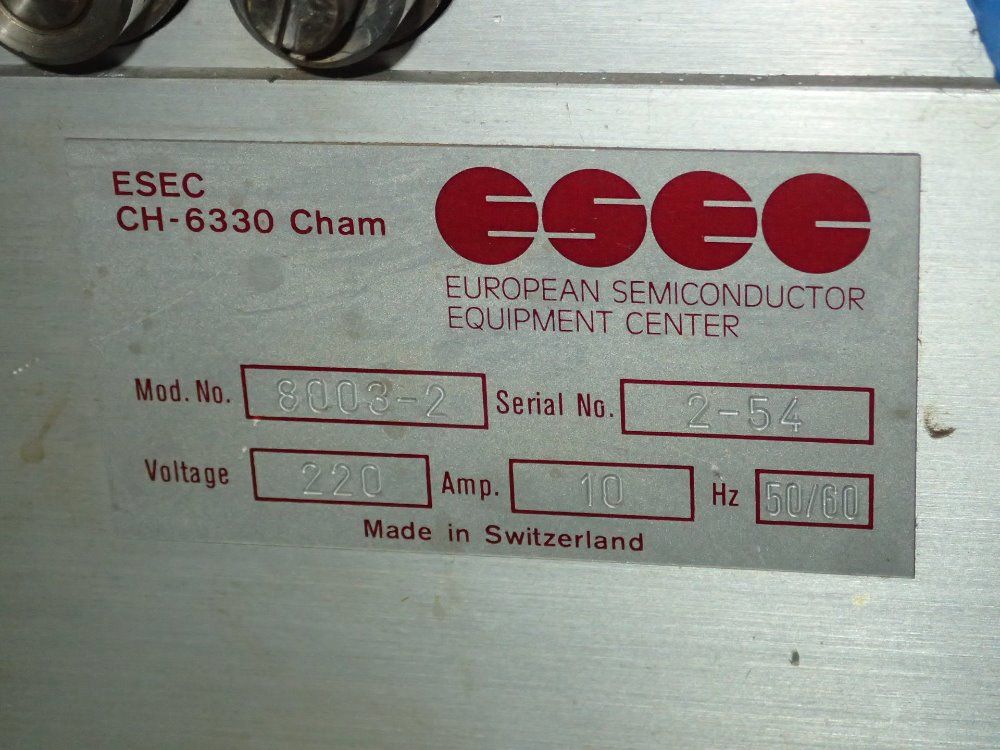 ESEC
CH-6330 Cham
esec
EUROPEAN SEMICONDUCTOR
EQUIPMENT CENTER
Mod. No. 8003-2 Serial No. 2-54
Voltage 220 Amp. 10 Hz 50/60
Made in Switzerland